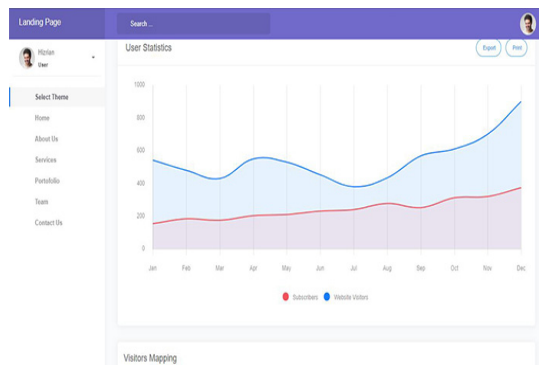 Landing Page
Search ...
Hizrian
User
Select Theme
Home
About Us
Services
Portofolio
Team
Contact Us
User Statistics
Export
Print
1000
800
600
400
200
0
Jan Feb Mar Apr May Jun Jul Aug Sep Oct Nov Dec
Subscribers Website Visitors
Visitors Mapping